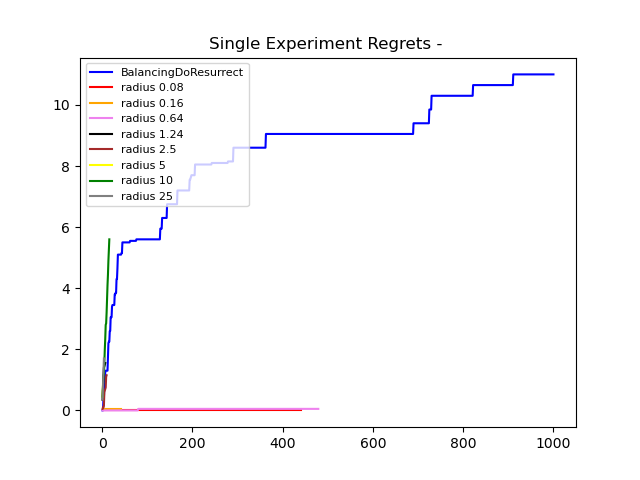 Single Experiment Regrets -
BalancingDoResurrect
radius 0.08
radius 0.16
radius 0.64
radius 1.24
radius 2.5
radius 5
radius 10
radius 25
10
8
6
4
2
0
0 200 400 600 800 1000